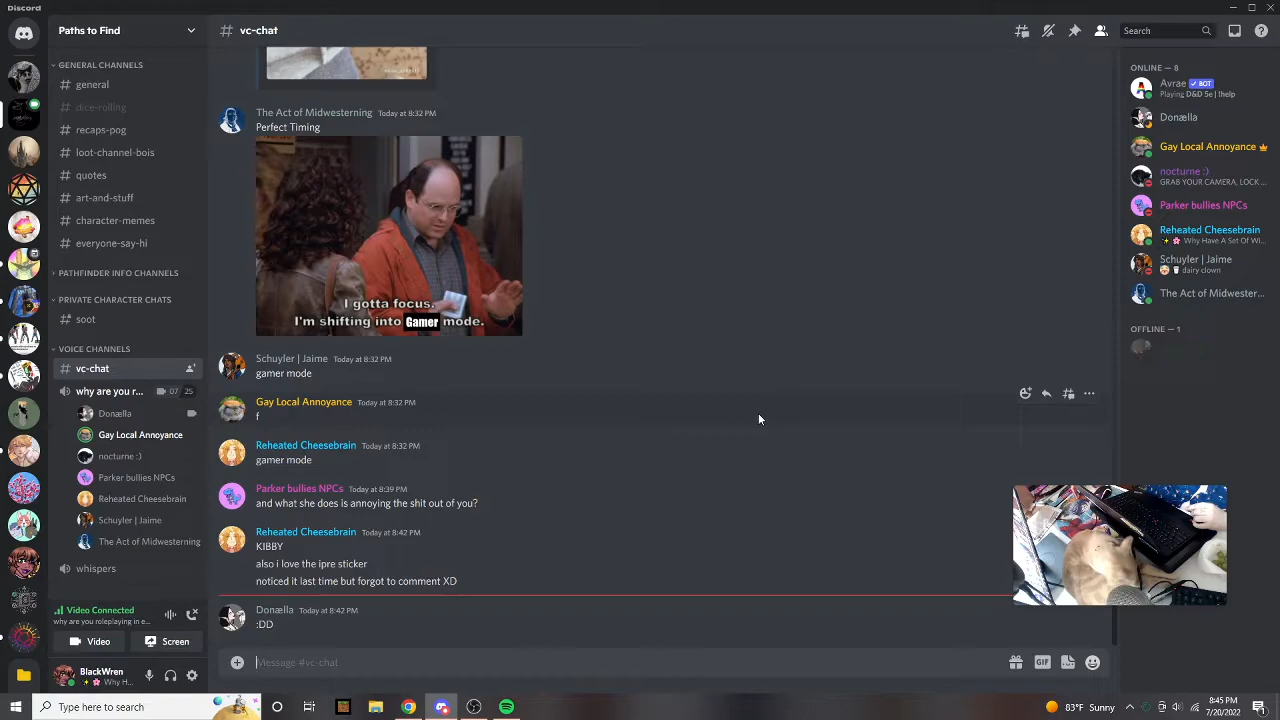 Discord
Paths to Find
# vc-chat
Search
GENERAL CHANNELS
# general
# dice-rolling
# recaps-pog
# loot-channel-bois
# quotes
# art-and-stuff
# character-memes
# everyone-say-hi
PATHFINDER INFO CHANNELS
PRIVATE CHARACTER CHATS
# soot
VOICE CHANNELS
# vc-chat
why are you r... 07 25
Donælla
Gay Local Annoyance
nocturne :)
Parker bullies NPCs
Reheated Cheesebrain
Schuyler | Jaime
The Act of Midwesterning
whispers
Video Connected
why are you roleplaying in e...
Video
Screen
BlackWren
Why H...
The Act of Midwesterning Today at 8:32 PM
Perfect Timing
I gotta focus.
I'm shifting into Gamer mode.
Schuyler | Jaime Today at 8:32 PM
gamer mode
Gay Local Annoyance Today at 8:32 PM
f
Reheated Cheesebrain Today at 8:32 PM
gamer mode
Parker bullies NPCs Today at 8:39 PM
and what she does is annoying the shit out of you?
Reheated Cheesebrain Today at 8:42 PM
KIBBY
also i love the ipre sticker
noticed it last time but forgot to comment XD
Donælla Today at 8:42 PM
:DD
Message #vc-chat
GIF
ONLINE — 8
Avrae BOT
Playing D&D 5e | !help
Donælla
Gay Local Annoyance
nocturne :)
GRAB YOUR CAMERA, LOCK ...
Parker bullies NPCs
Reheated Cheesebrain
Why Have A Set Of Wi...
Schuyler | Jaime
dairy clown
The Act of Midwester...
OFFLINE — 1
Type here to search
83°F Sunny
8:45 PM
7/20/2022